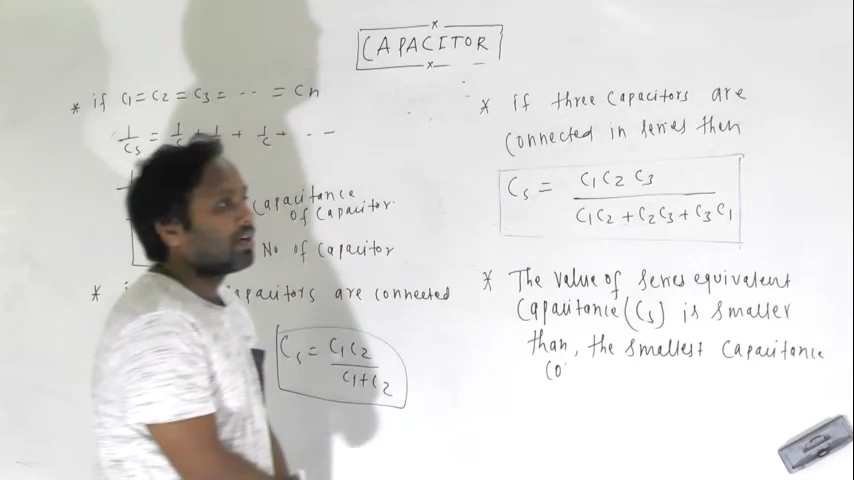 CAPACITOR
* if C1 = C2 = C3 = -- = Cn
1/Cs = 1/C + 1/ + 1/C + - -
Capacitance
of Capacitor.
No of Capacitor
* Capacitors are connected
Cs = C1C2 / C1+C2
* if three Capacitors are
Connected in series then
Cs = C1C2C3 / C1C2 + C2C3 + C3C1
* The value of series equivalent
Capacitance (Cs) is smaller
than, the smallest Capacitance
Co